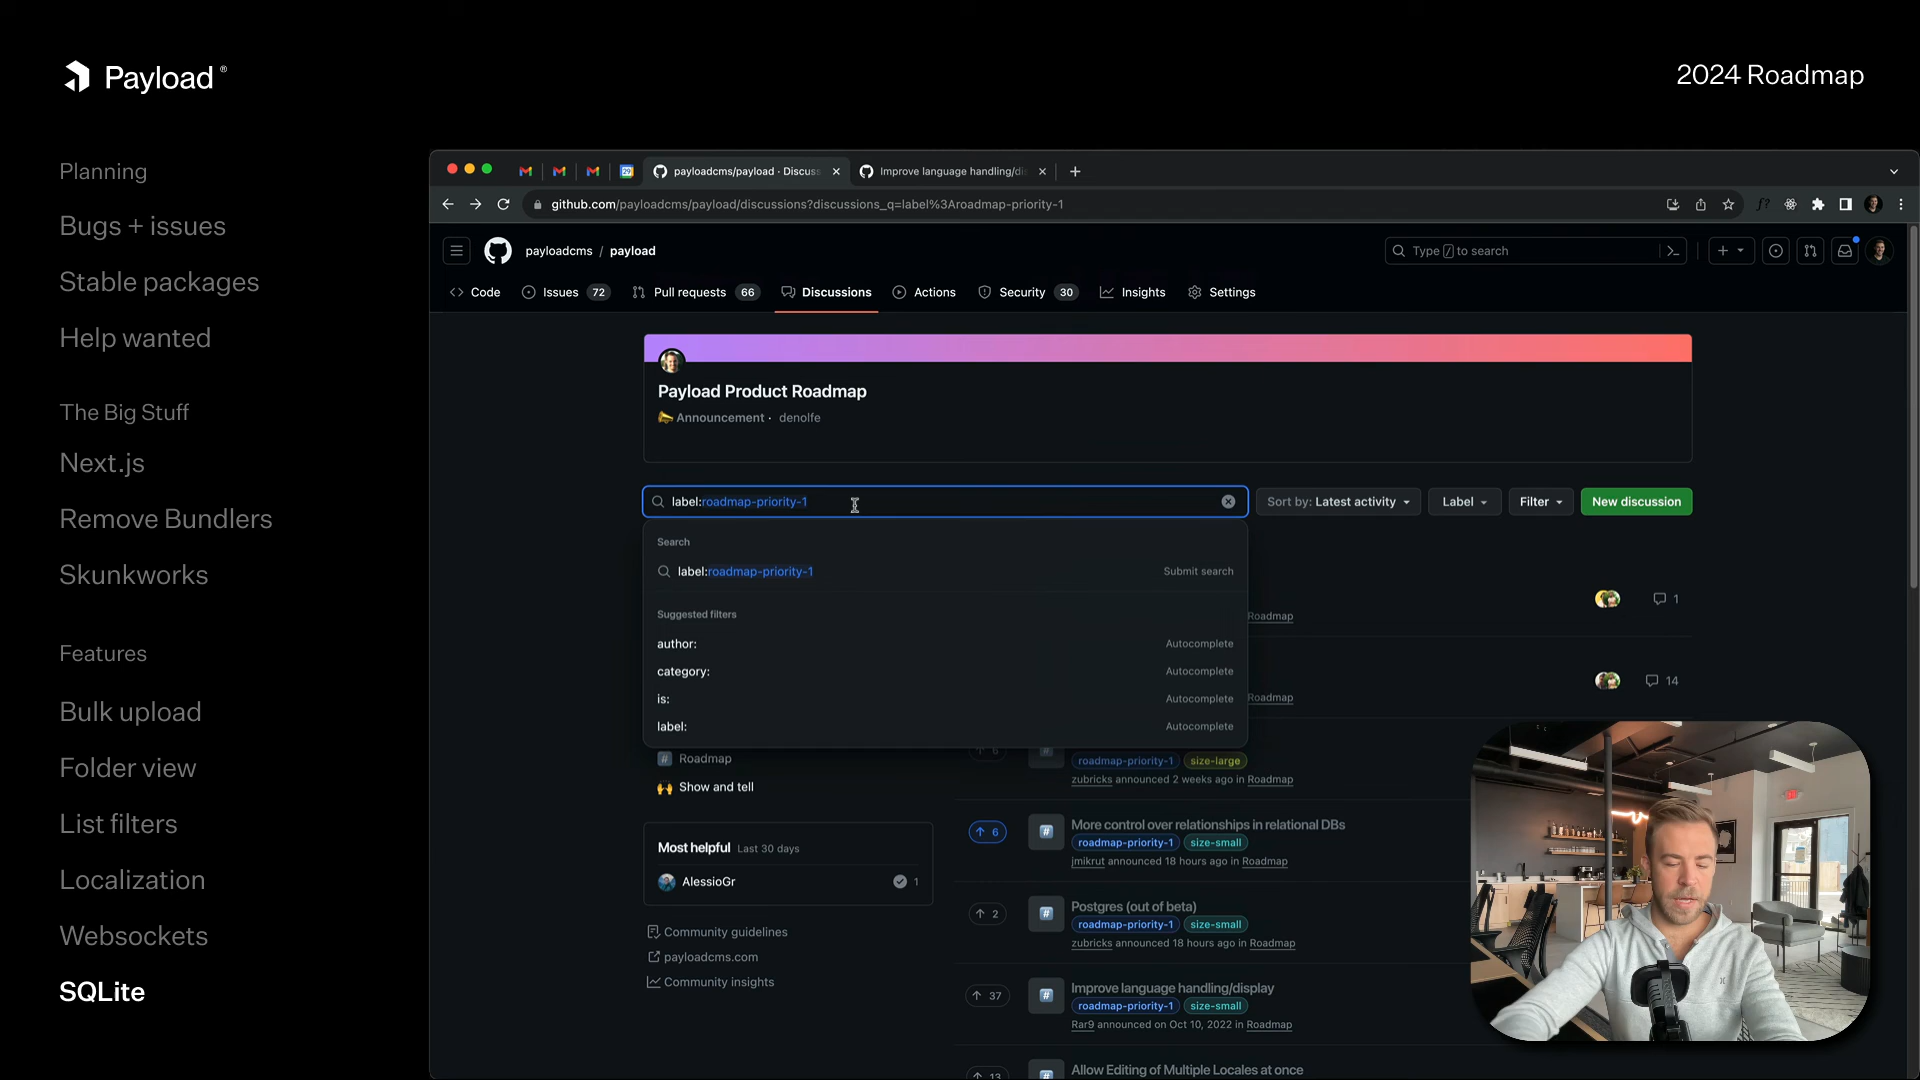 Payload ®
2024 Roadmap
Planning
Bugs + issues
Stable packages
Help wanted
The Big Stuff
Next.js
Remove Bundlers
Skunkworks
Features
Bulk upload
Folder view
List filters
Localization
Websockets
SQLite
payloadcms/payload · Discuss
Improve language handling/di
github.com/payloadcms/payload/discussions?discussions_q=label%3Aroadmap-priority-1
payloadcms / payload
Type / to search
Code
Issues 72
Pull requests 66
Discussions
Actions
Security 30
Insights
Settings
Payload Product Roadmap
Announcement · denolfe
label:roadmap-priority-1
Sort by: Latest activity
Label
Filter
New discussion
Search
label:roadmap-priority-1 Submit search
Suggested filters
author: Autocomplete
category: Autocomplete
is: Autocomplete
label: Autocomplete
Roadmap
1
Roadmap
14
Roadmap
Show and tell
Most helpful Last 30 days
AlessioGr 1
Community guidelines
payloadcms.com
Community insights
6
roadmap-priority-1 size-large
zubricks announced 2 weeks ago in Roadmap
6
More control over relationships in relational DBs
roadmap-priority-1 size-small
jmikrut announced 18 hours ago in Roadmap
2
Postgres (out of beta)
roadmap-priority-1 size-small
zubricks announced 18 hours ago in Roadmap
37
Improve language handling/display
roadmap-priority-1 size-small
Rar9 announced on Oct 10, 2022 in Roadmap
13
Allow Editing of Multiple Locales at once